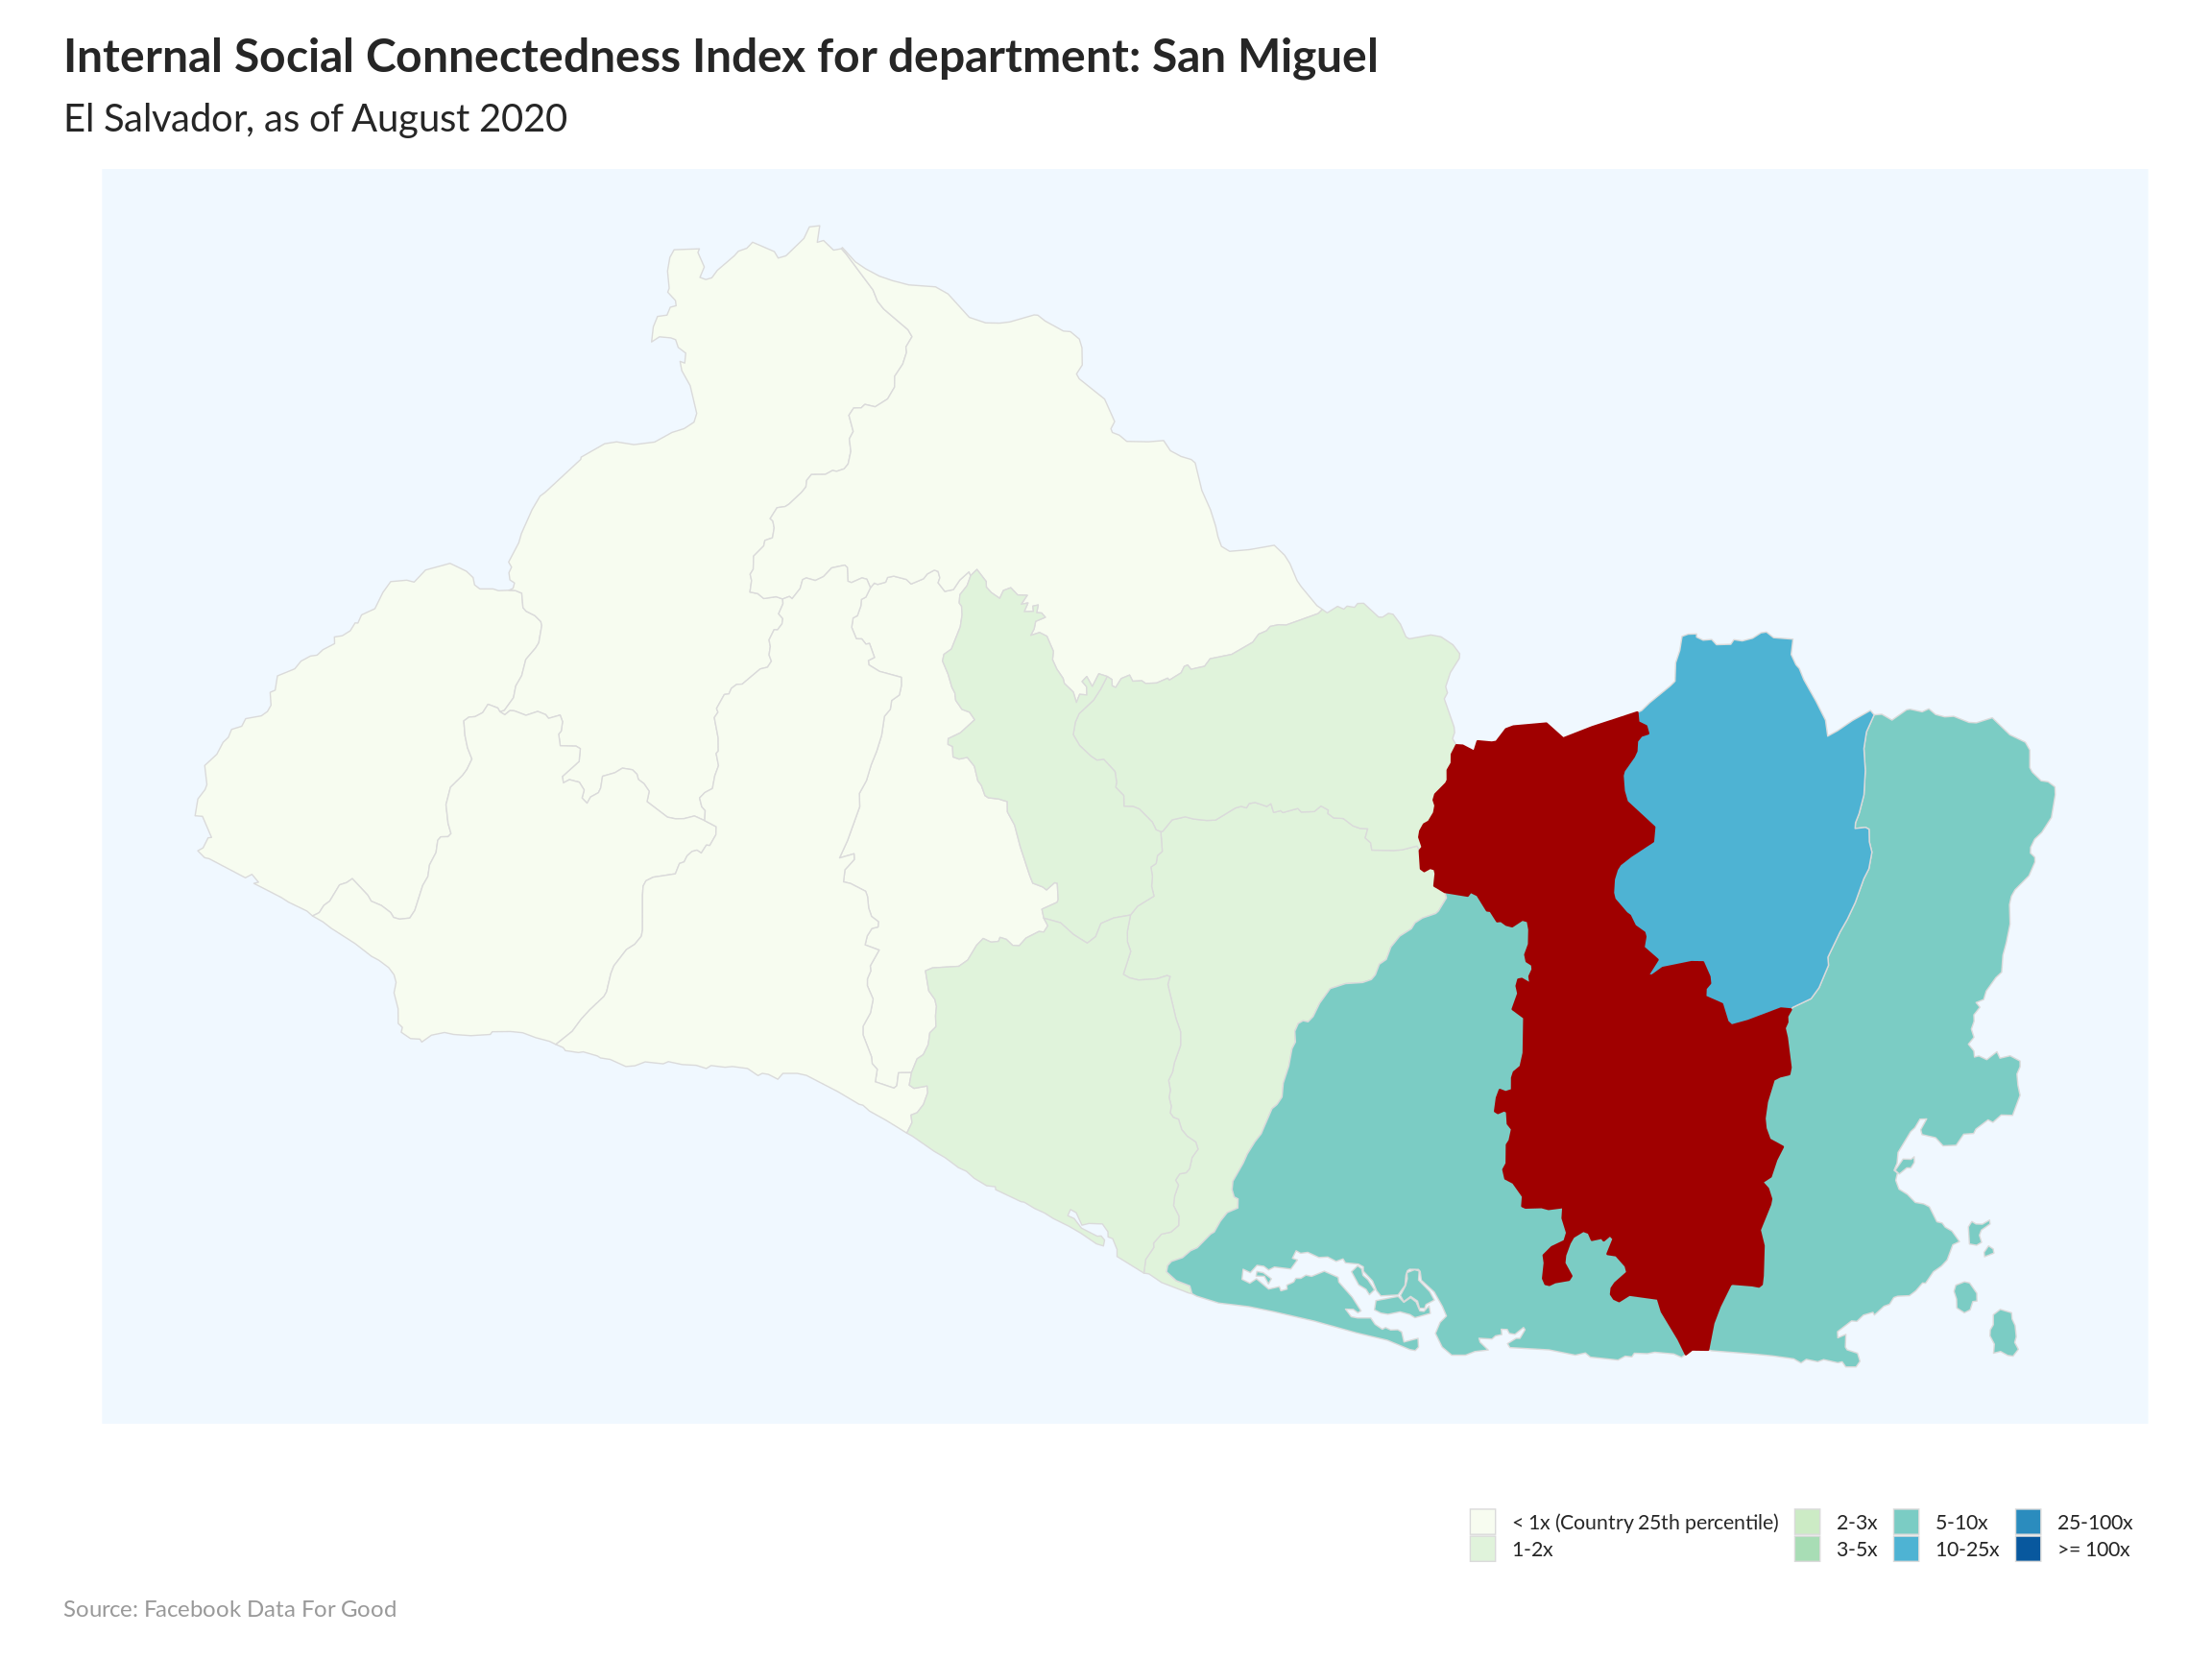 Internal Social Connectedness Index for department: San Miguel
El Salvador, as of August 2020
< 1x (Country 25th percentile)
1-2x
2-3x
3-5x
5-10x
10-25x
25-100x
>= 100x
Source: Facebook Data For Good